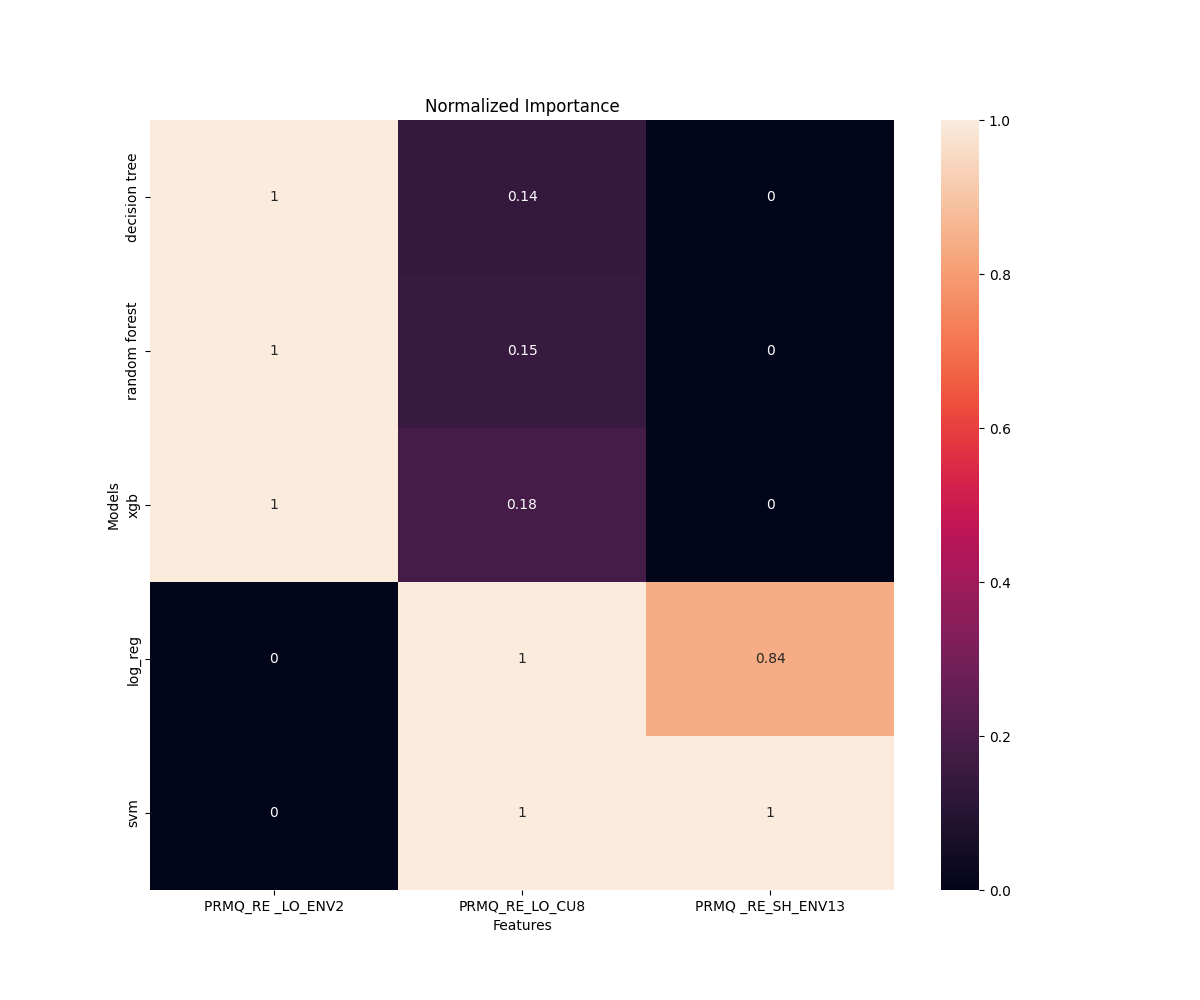 Normalized Importance
decision tree
1
0.14
0
random forest
1
0.15
0
xgb
1
0.18
0
log_reg
0
1
0.84
svm
0
1
1
Models
PRMQ_RE _LO_ENV2
PRMQ_RE_LO_CU8
PRMQ _RE_SH_ENV13
Features
1.0
0.8
0.6
0.4
0.2
0.0